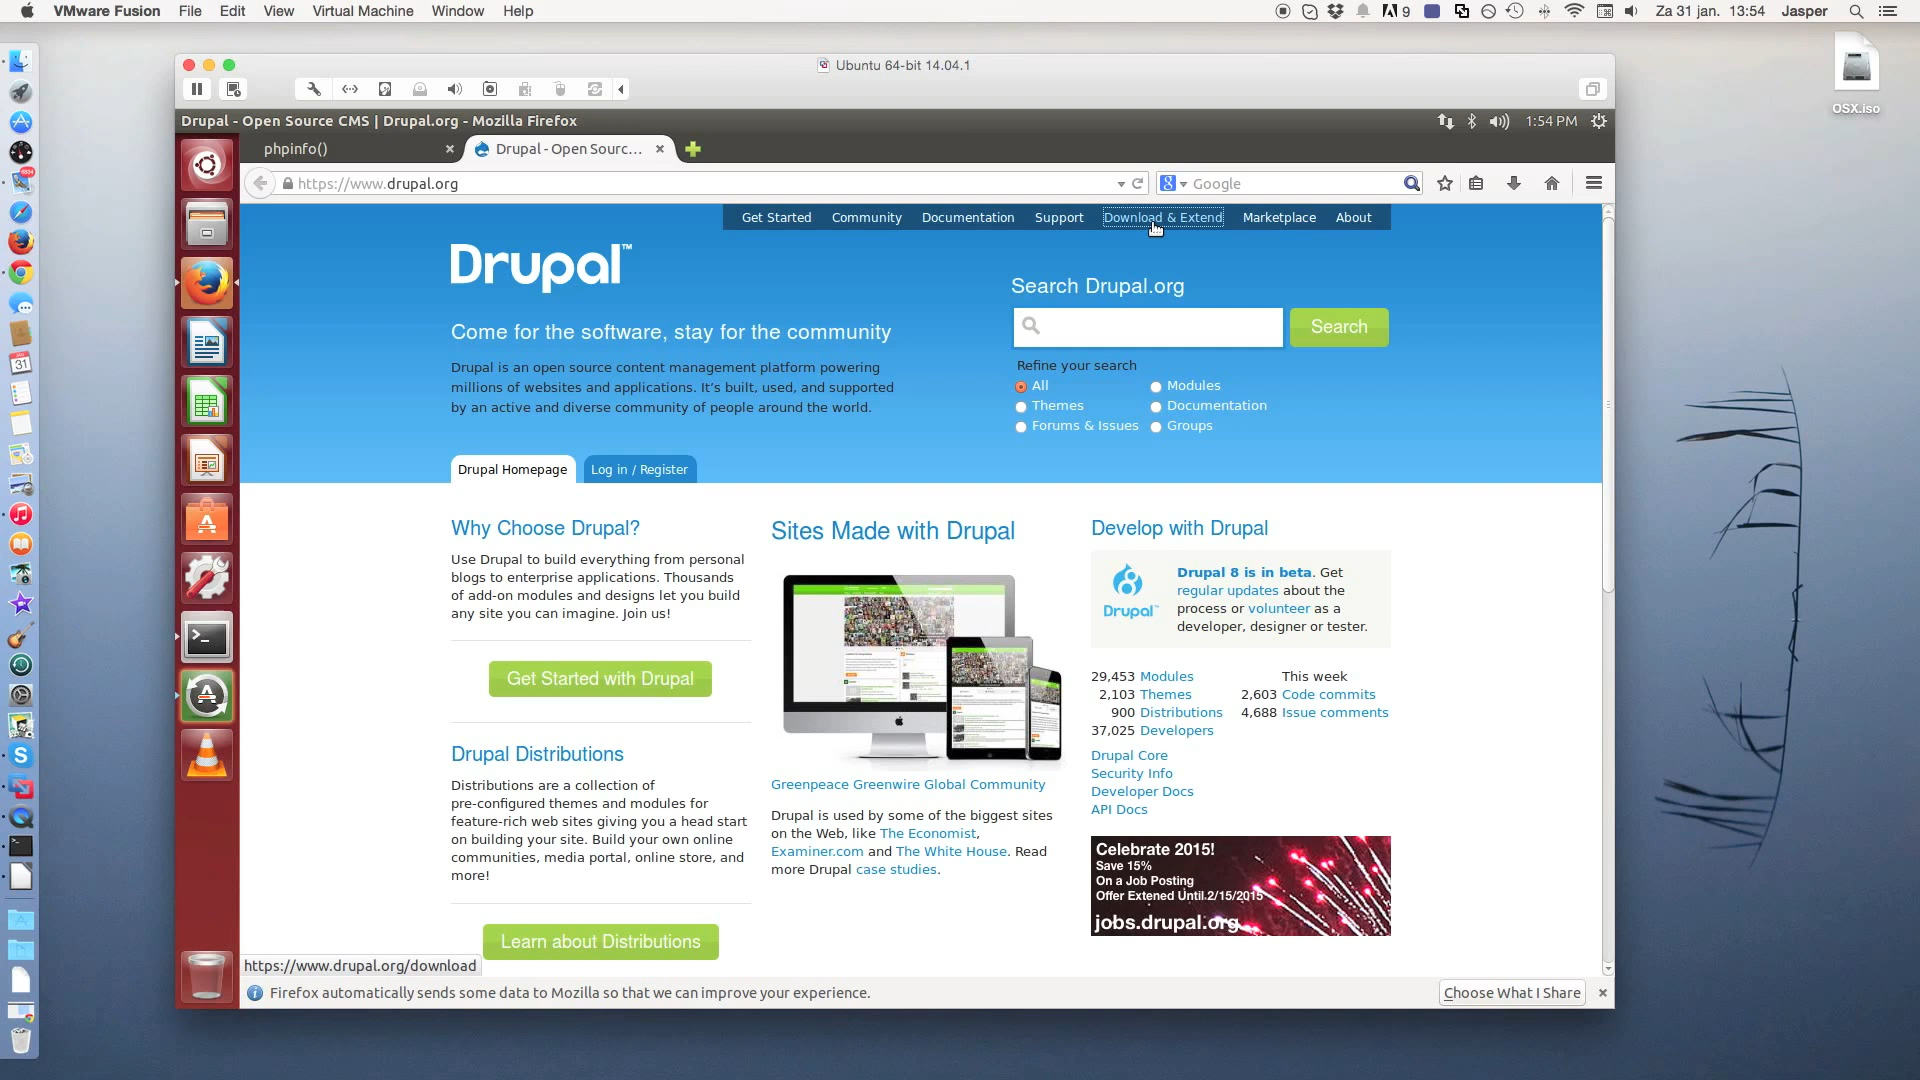 VMware Fusion File Edit View Virtual Machine Window Help
9 Za 31 jan. 13:54 Jasper
OSX.iso
Ubuntu 64-bit 14.04.1
Drupal - Open Source CMS | Drupal.org - Mozilla Firefox
1:54 PM
phpinfo()
Drupal - Open Sourc...
https://www.drupal.org
Google
Get Started Community Documentation Support Download & Extend Marketplace About
Drupal™
Come for the software, stay for the community
Drupal is an open source content management platform powering
millions of websites and applications. It's built, used, and supported
by an active and diverse community of people around the world.
Search Drupal.org
Search
Refine your search
All
Modules
Themes
Documentation
Forums & Issues
Groups
Drupal Homepage
Log in / Register
Why Choose Drupal?
Use Drupal to build everything from personal
blogs to enterprise applications. Thousands
of add-on modules and designs let you build
any site you can imagine. Join us!
Get Started with Drupal
Drupal Distributions
Distributions are a collection of
pre-configured themes and modules for
feature-rich web sites giving you a head start
on building your site. Build your own online
communities, media portal, online store, and
more!
Learn about Distributions
Sites Made with Drupal
Greenpeace Greenwire Global Community
Drupal is used by some of the biggest sites
on the Web, like The Economist,
Examiner.com and The White House. Read
more Drupal case studies.
Develop with Drupal
Drupal™
Drupal 8 is in beta. Get
regular updates about the
process or volunteer as a
developer, designer or tester.
29,453 Modules
2,103 Themes
900 Distributions
37,025 Developers
This week
2,603 Code commits
4,688 Issue comments
Drupal Core
Security Info
Developer Docs
API Docs
Celebrate 2015!
Save 15%
On a Job Posting
Offer Extended Until 2/15/2015
jobs.drupal.org
https://www.drupal.org/download
Firefox automatically sends some data to Mozilla so that we can improve your experience.
Choose What I Share